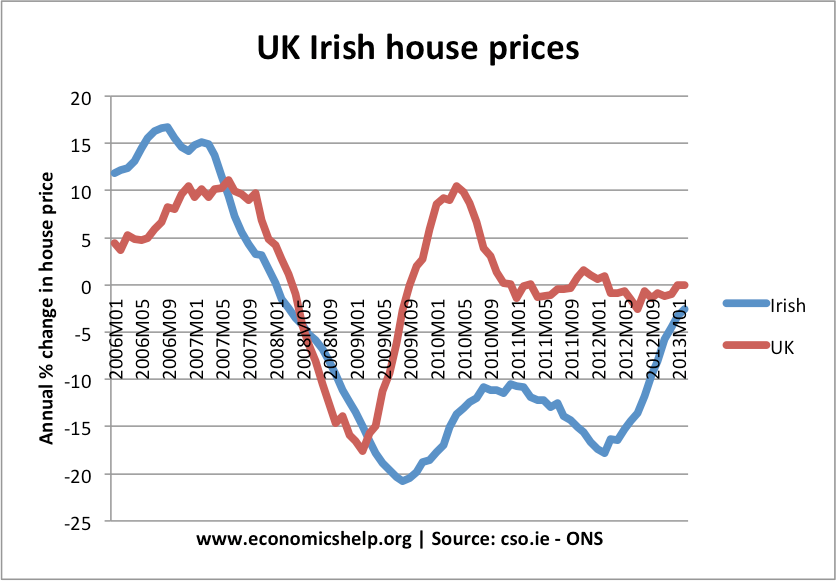 UK Irish house prices
Annual % change in house price
20
15
10
5
0
-5
-10
-15
-20
-25
2006M01
2006M05
2006M09
2007M01
2007M05
2007M09
2008M01
2008M05
2008M09
2009M01
2009M05
2009M09
2010M01
2010M05
2010M09
2011M01
2011M05
2011M09
2012M01
2012M05
2012M09
2013M01
Irish
UK
www.economicshelp.org | Source: cso.ie - ONS